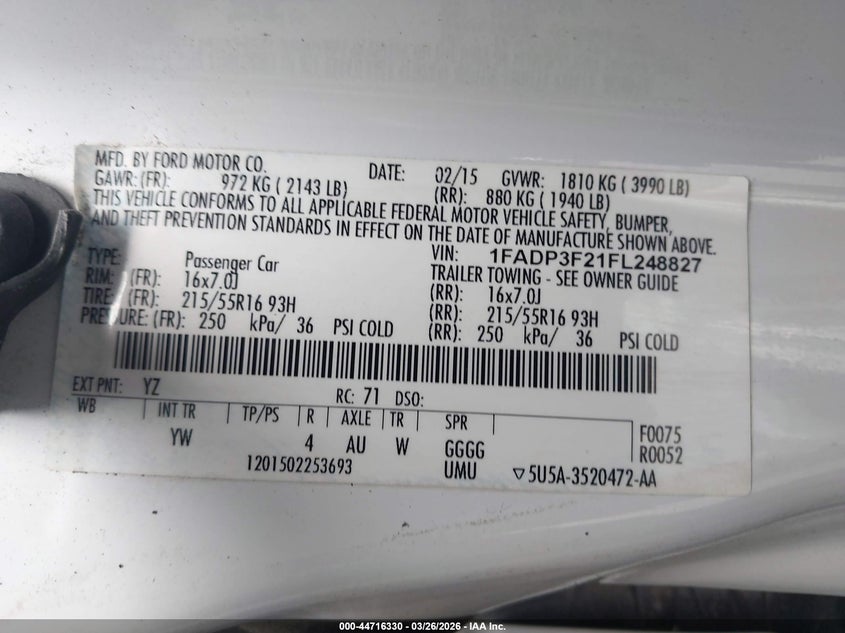 MFD. BY FORD MOTOR CO. DATE: 02/15 GVWR: 1810 KG ( 3990 LB)
GAWR: (FR): 972 KG ( 2143 LB) (RR): 880 KG ( 1940 LB)
THIS VEHICLE CONFORMS TO ALL APPLICABLE FEDERAL MOTOR VEHICLE SAFETY, BUMPER,
AND THEFT PREVENTION STANDARDS IN EFFECT ON THE DATE OF MANUFACTURE SHOWN ABOVE.
VIN: 1FADP3F21FL248827
TYPE: Passenger Car TRAILER TOWING - SEE OWNER GUIDE
RIM: (FR): 16x7.0J (RR): 16x7.0J
TIRE: (FR): 215/55R16 93H (RR): 215/55R16 93H
PRESSURE: (FR): 250 kPa/ 36 PSI COLD (RR): 250 kPa/ 36 PSI COLD
EXT PNT: YZ RC: 71 DSO:
WB INT TR TP/PS R AXLE TR SPR F0075
YW 4 AU W GGGG R0052
1201502253693 UMU ▽5U5A-3520472-AA
000-44716330 - 03/26/2026 - IAA Inc.